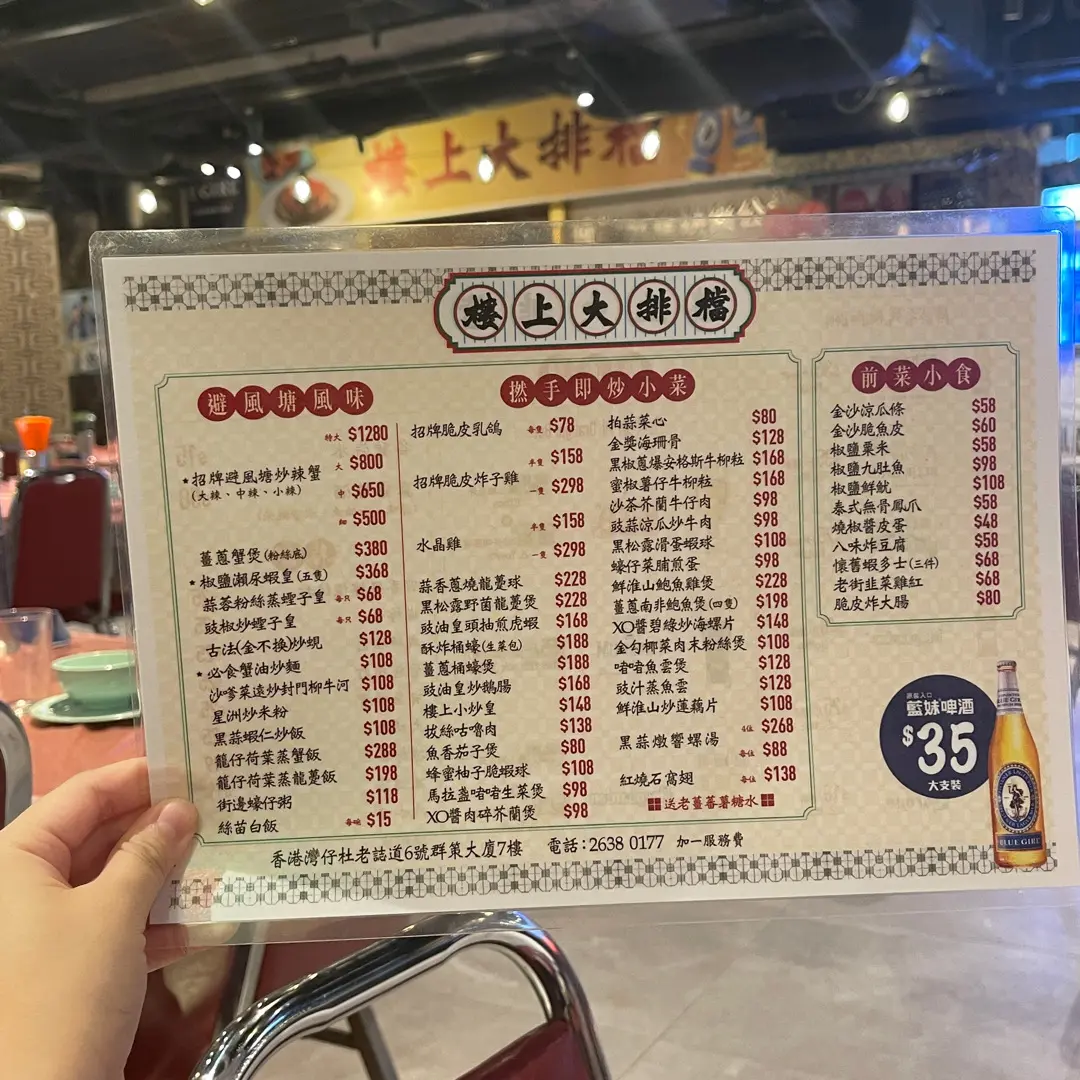 樓上大排檔
樓上大排檔
避風塘風味
特大 $1280
大 $800
★招牌避風塘炒辣蟹
(大辣、中辣、小辣)
中 $650
細 $500
薑蔥蟹煲(粉絲底) $380
★椒鹽瀨尿蝦皇(五隻) $368
蒜蓉粉絲蒸蟶子皇 每只 $68
豉椒炒蟶子皇 每只 $68
古法(金不換)炒蜆 $128
★必食蟹油炒麵 $108
沙爹菜遠炒封門柳牛河 $108
星洲炒米粉 $108
黑蒜蝦仁炒飯 $108
籠仔荷葉蒸蟹飯 $288
籠仔荷葉蒸龍躉飯 $198
街邊蠔仔粥 $118
絲苗白飯 每碗 $15
撚手即炒小菜
招牌脆皮乳鴿 每隻 $78
半隻 $158
招牌脆皮炸子雞
一隻 $298
半隻 $158
水晶雞
一隻 $298
蒜香蔥燒龍躉球 $228
黑松露野菌龍躉煲 $228
豉油皇頭抽煎虎蝦 $168
酥炸桶蠔(生菜包) $188
薑蔥桶蠔煲 $188
豉油皇炒鵝腸 $168
樓上小炒皇 $148
拔絲咕嚕肉 $138
魚香茄子煲 $80
蜂蜜柚子脆蝦球 $108
馬拉盞啫啫生菜煲 $98
XO醬肉碎芥蘭煲 $98
拍蒜菜心 $80
金獎海珊骨 $128
黑椒蔥爆安格斯牛柳粒 $168
蜜椒薯仔牛柳粒 $168
沙茶芥蘭牛仔肉 $98
豉蒜涼瓜炒牛肉 $98
黑松露滑蛋蝦球 $108
蠔仔菜脯煎蛋 $98
鮮淮山鮑魚雞煲 $228
薑蔥南非鮑魚煲(四隻) $198
XO醬碧綠炒海螺片 $148
金勾椰菜肉末粉絲煲 $108
啫啫魚雲煲 $128
豉汁蒸魚雲 $128
鮮淮山炒蓮藕片 $108
4位 $268
黑蒜燉響螺湯
每位 $88
紅燒石窩翅 每位 $138
送老薑蕃薯糖水
前菜小食
金沙涼瓜條 $58
金沙脆魚皮 $60
椒鹽粟米 $58
椒鹽九肚魚 $98
椒鹽鮮魷 $108
泰式無骨鳳爪 $58
燒椒醬皮蛋 $48
八味炸豆腐 $58
懷舊蝦多士(三件) $68
老街韭菜雞紅 $68
脆皮炸大腸 $80
原裝入口
藍妹啤酒
$35
大支裝
BLUE GIRL
香港灣仔杜老誌道6號群策大廈7樓 電話:2638 0177 加一服務費